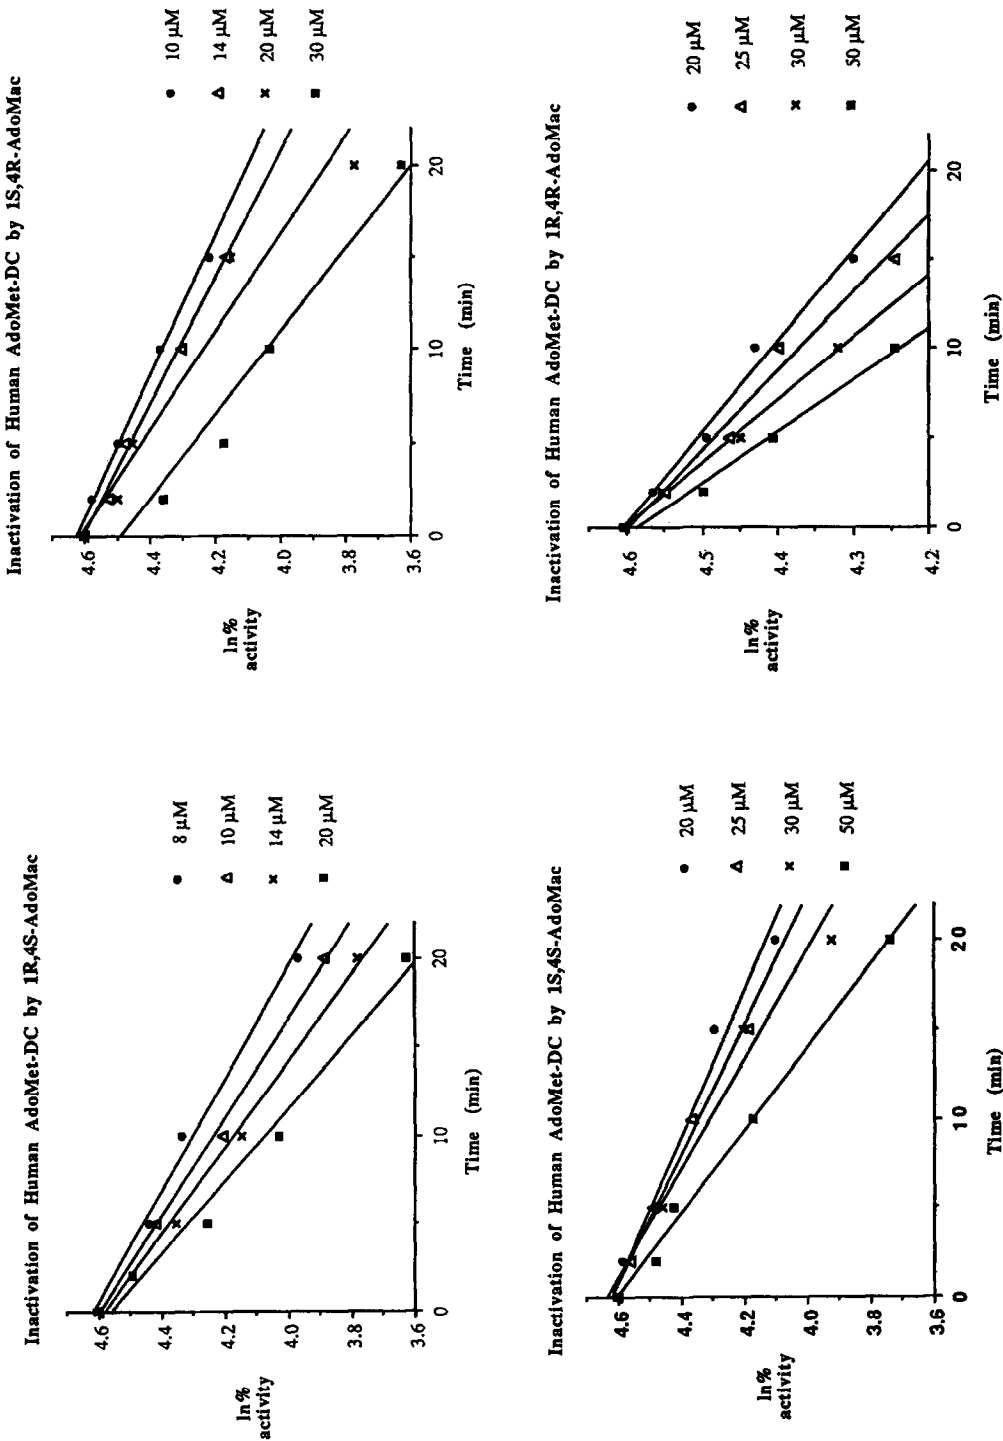 Inactivation of Human AdoMet-DC by 1R,4S-AdoMac
ln%
activity
4.6
4.4
4.2
4.0
3.8
3.6
0
10
20
Time (min)
8 µM
10 µM
14 µM
20 µM
Inactivation of Human AdoMet-DC by 1S,4R-AdoMac
ln%
activity
4.6
4.4
4.2
4.0
3.8
3.6
0
10
20
Time (min)
10 µM
14 µM
20 µM
30 µM
Inactivation of Human AdoMet-DC by 1S,4S-AdoMac
ln%
activity
4.6
4.4
4.2
4.0
3.8
3.6
0
10
20
Time (min)
20 µM
25 µM
30 µM
50 µM
Inactivation of Human AdoMet-DC by 1R,4R-AdoMac
ln%
activity
4.6
4.5
4.4
4.3
4.2
0
10
20
Time (min)
20 µM
25 µM
30 µM
50 µM